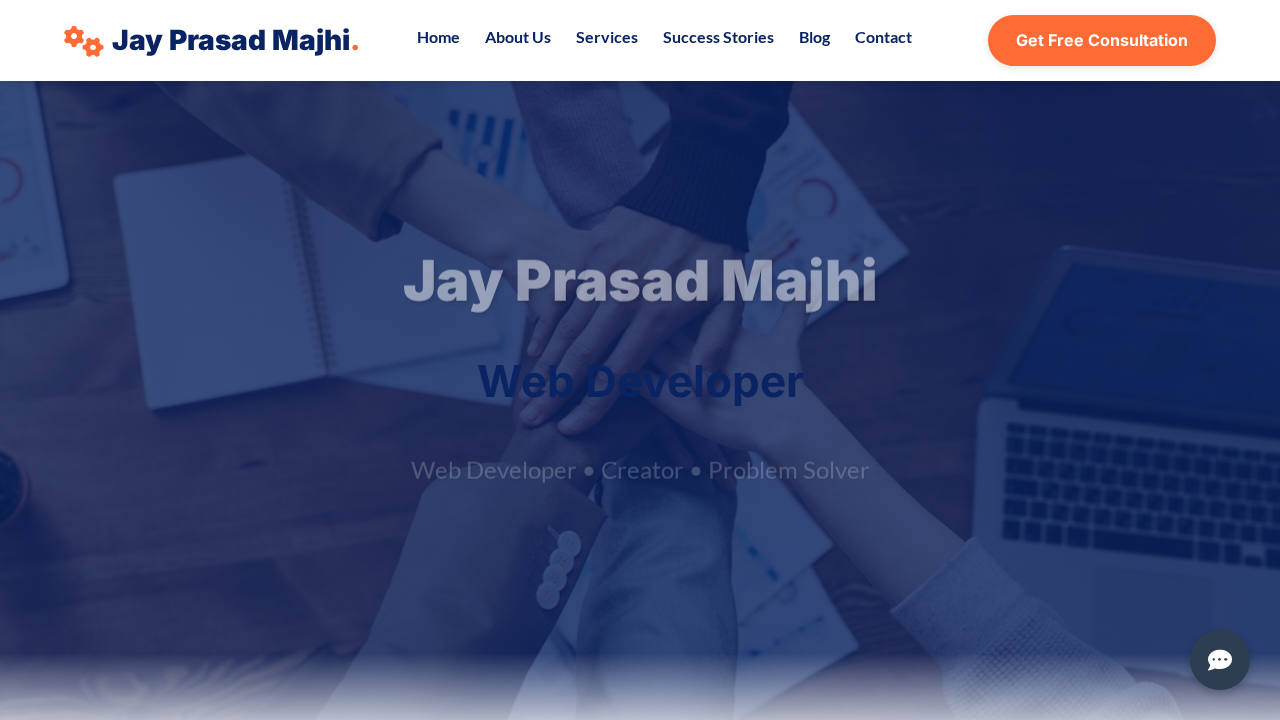 Jay Prasad Majhi.
Home
About Us
Services
Success Stories
Blog
Contact
Get Free Consultation
Jay Prasad Majhi
Web Developer
Web Developer • Creator • Problem Solver